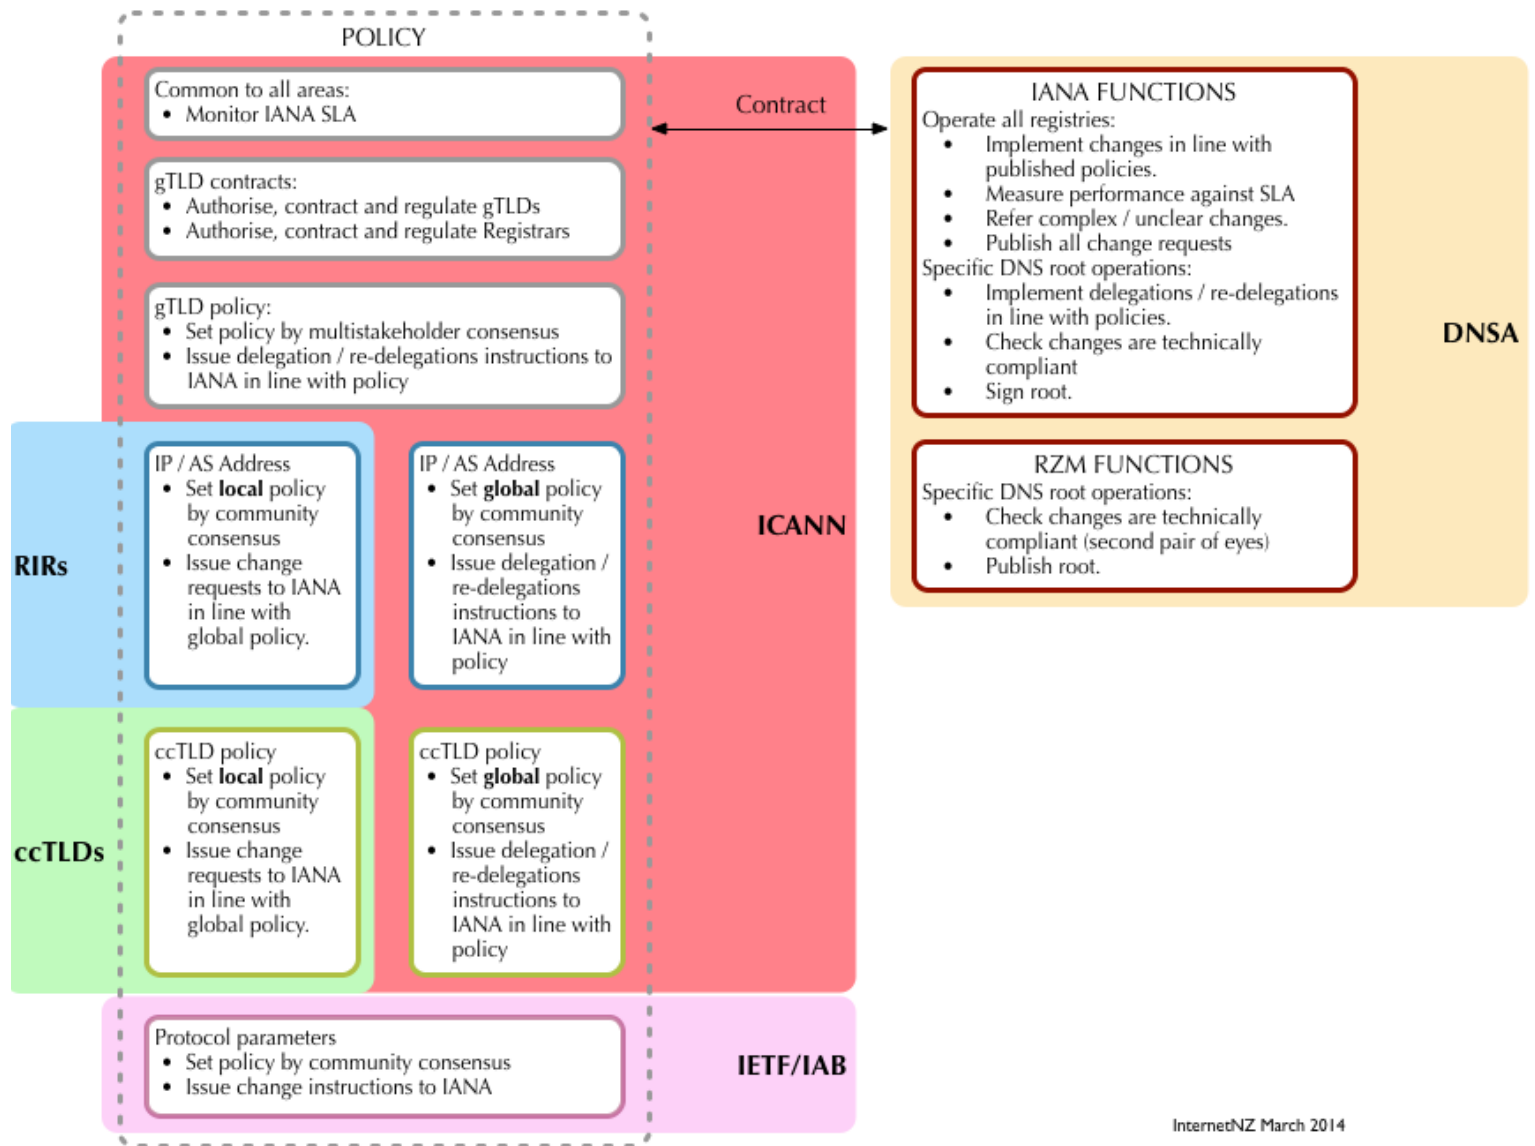 POLICY
Common to all areas:
• Monitor IANA SLA
gTLD contracts:
• Authorise, contract and regulate gTLDs
• Authorise, contract and regulate Registrars
gTLD policy:
• Set policy by multistakeholder consensus
• Issue delegation / re-delegations instructions to
IANA in line with policy
IP / AS Address
• Set local policy
by community
consensus
• Issue change
requests to IANA
in line with
global policy.
IP / AS Address
• Set global policy
by community
consensus
• Issue delegation /
re-delegations
instructions to
IANA in line with
policy
RIRs
ccTLD policy
• Set local policy
by community
consensus
• Issue change
requests to IANA
in line with
global policy.
ccTLD policy
• Set global policy
by community
consensus
• Issue delegation /
re-delegations
instructions to
IANA in line with
policy
ccTLDs
ICANN
Protocol parameters
• Set policy by community consensus
• Issue change instructions to IANA
IETF/IAB
Contract
IANA FUNCTIONS
Operate all registries:
• Implement changes in line with
published policies.
• Measure performance against SLA
• Refer complex / unclear changes.
• Publish all change requests
Specific DNS root operations:
• Implement delegations / re-delegations
in line with policies.
• Check changes are technically
compliant
• Sign root.
DNSA
RZM FUNCTIONS
Specific DNS root operations:
• Check changes are technically
compliant (second pair of eyes)
• Publish root.
InternetNZ March 2014